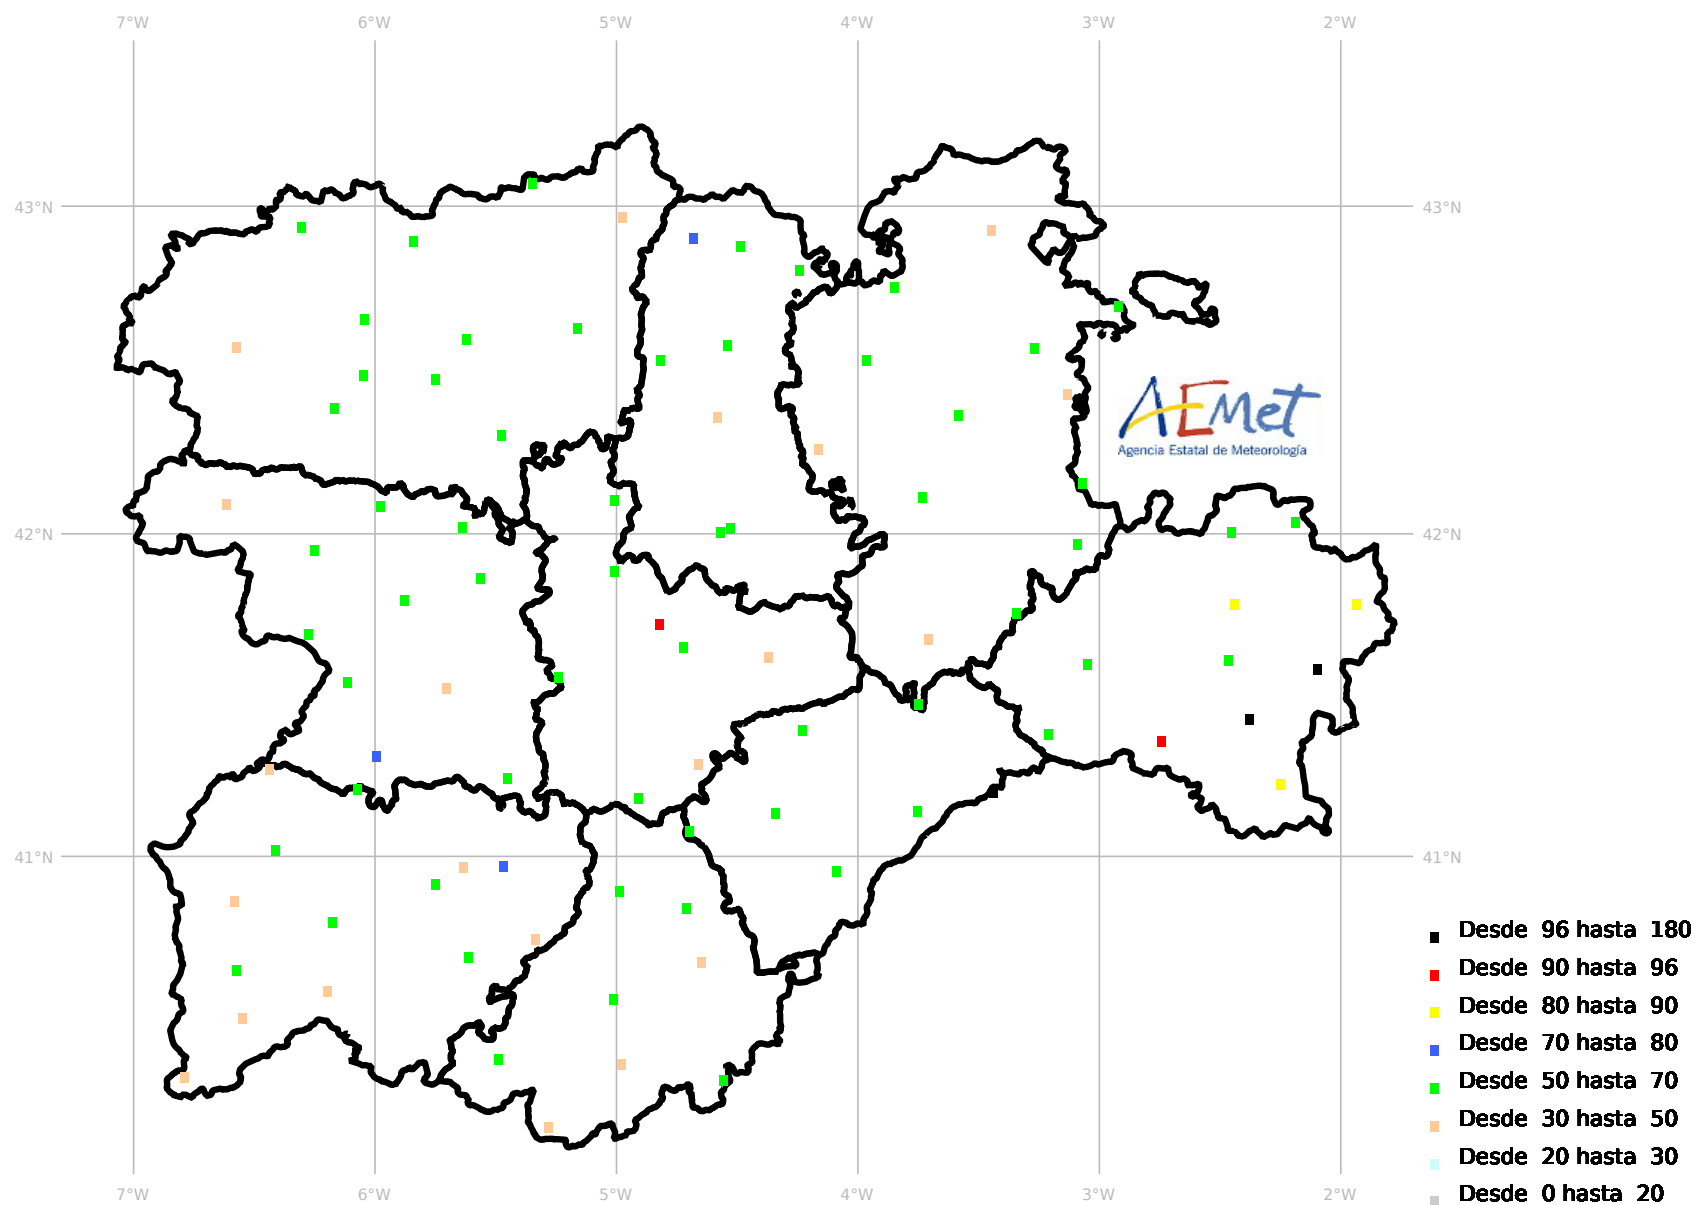 7°W 6°W 5°W 4°W 3°W 2°W
43°N 43°N
AEMet
Agencia Estatal de Meteorología
42°N 42°N
41°N 41°N
Desde 96 hasta 180
Desde 90 hasta 96
Desde 80 hasta 90
Desde 70 hasta 80
Desde 50 hasta 70
Desde 30 hasta 50
Desde 20 hasta 30
Desde 0 hasta 20
7°W 6°W 5°W 4°W 3°W 2°W